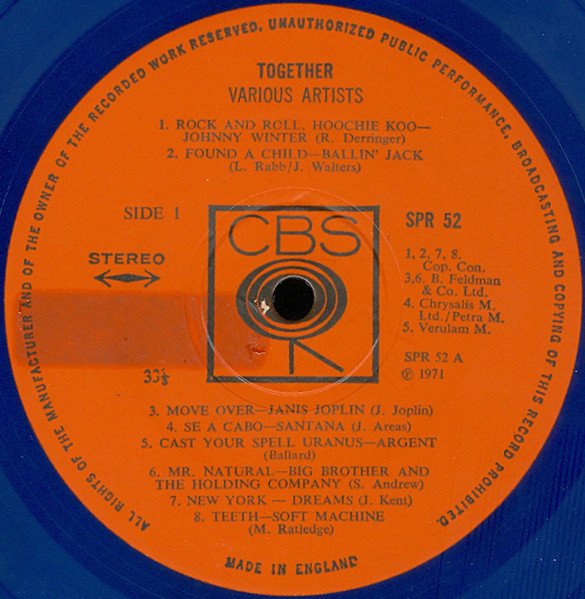 ALL RIGHTS OF THE MANUFACTURER AND OF THE OWNER OF THE RECORDED WORK RESERVED. UNAUTHORIZED PUBLIC PERFORMANCE, BROADCASTING AND COPYING OF THIS RECORD PROHIBITED.
TOGETHER
VARIOUS ARTISTS
1. ROCK AND ROLL, HOOCHIE KOO—
JOHNNY WINTER (R. Derringer)
2. FOUND A CHILD—BALLIN' JACK
(L. Rabb/J. Walters)
SIDE 1
CBS
SPR 52
STEREO
1, 2, 7, 8.
Cop. Con.
3,6. B. Feldman
& Co. Ltd.
4. Chrysalis M.
Ltd./Petra M.
5. Verulam M.
33⅓
SPR 52 A
℗ 1971
3. MOVE OVER—JANIS JOPLIN (J. Joplin)
4. SE A CABO—SANTANA (J. Areas)
5. CAST YOUR SPELL URANUS—ARGENT
(Ballard)
6. MR. NATURAL—BIG BROTHER AND
THE HOLDING COMPANY (S. Andrew)
7. NEW YORK — DREAMS (J. Kent)
8. TEETH—SOFT MACHINE
(M. Ratledge)
MADE IN ENGLAND